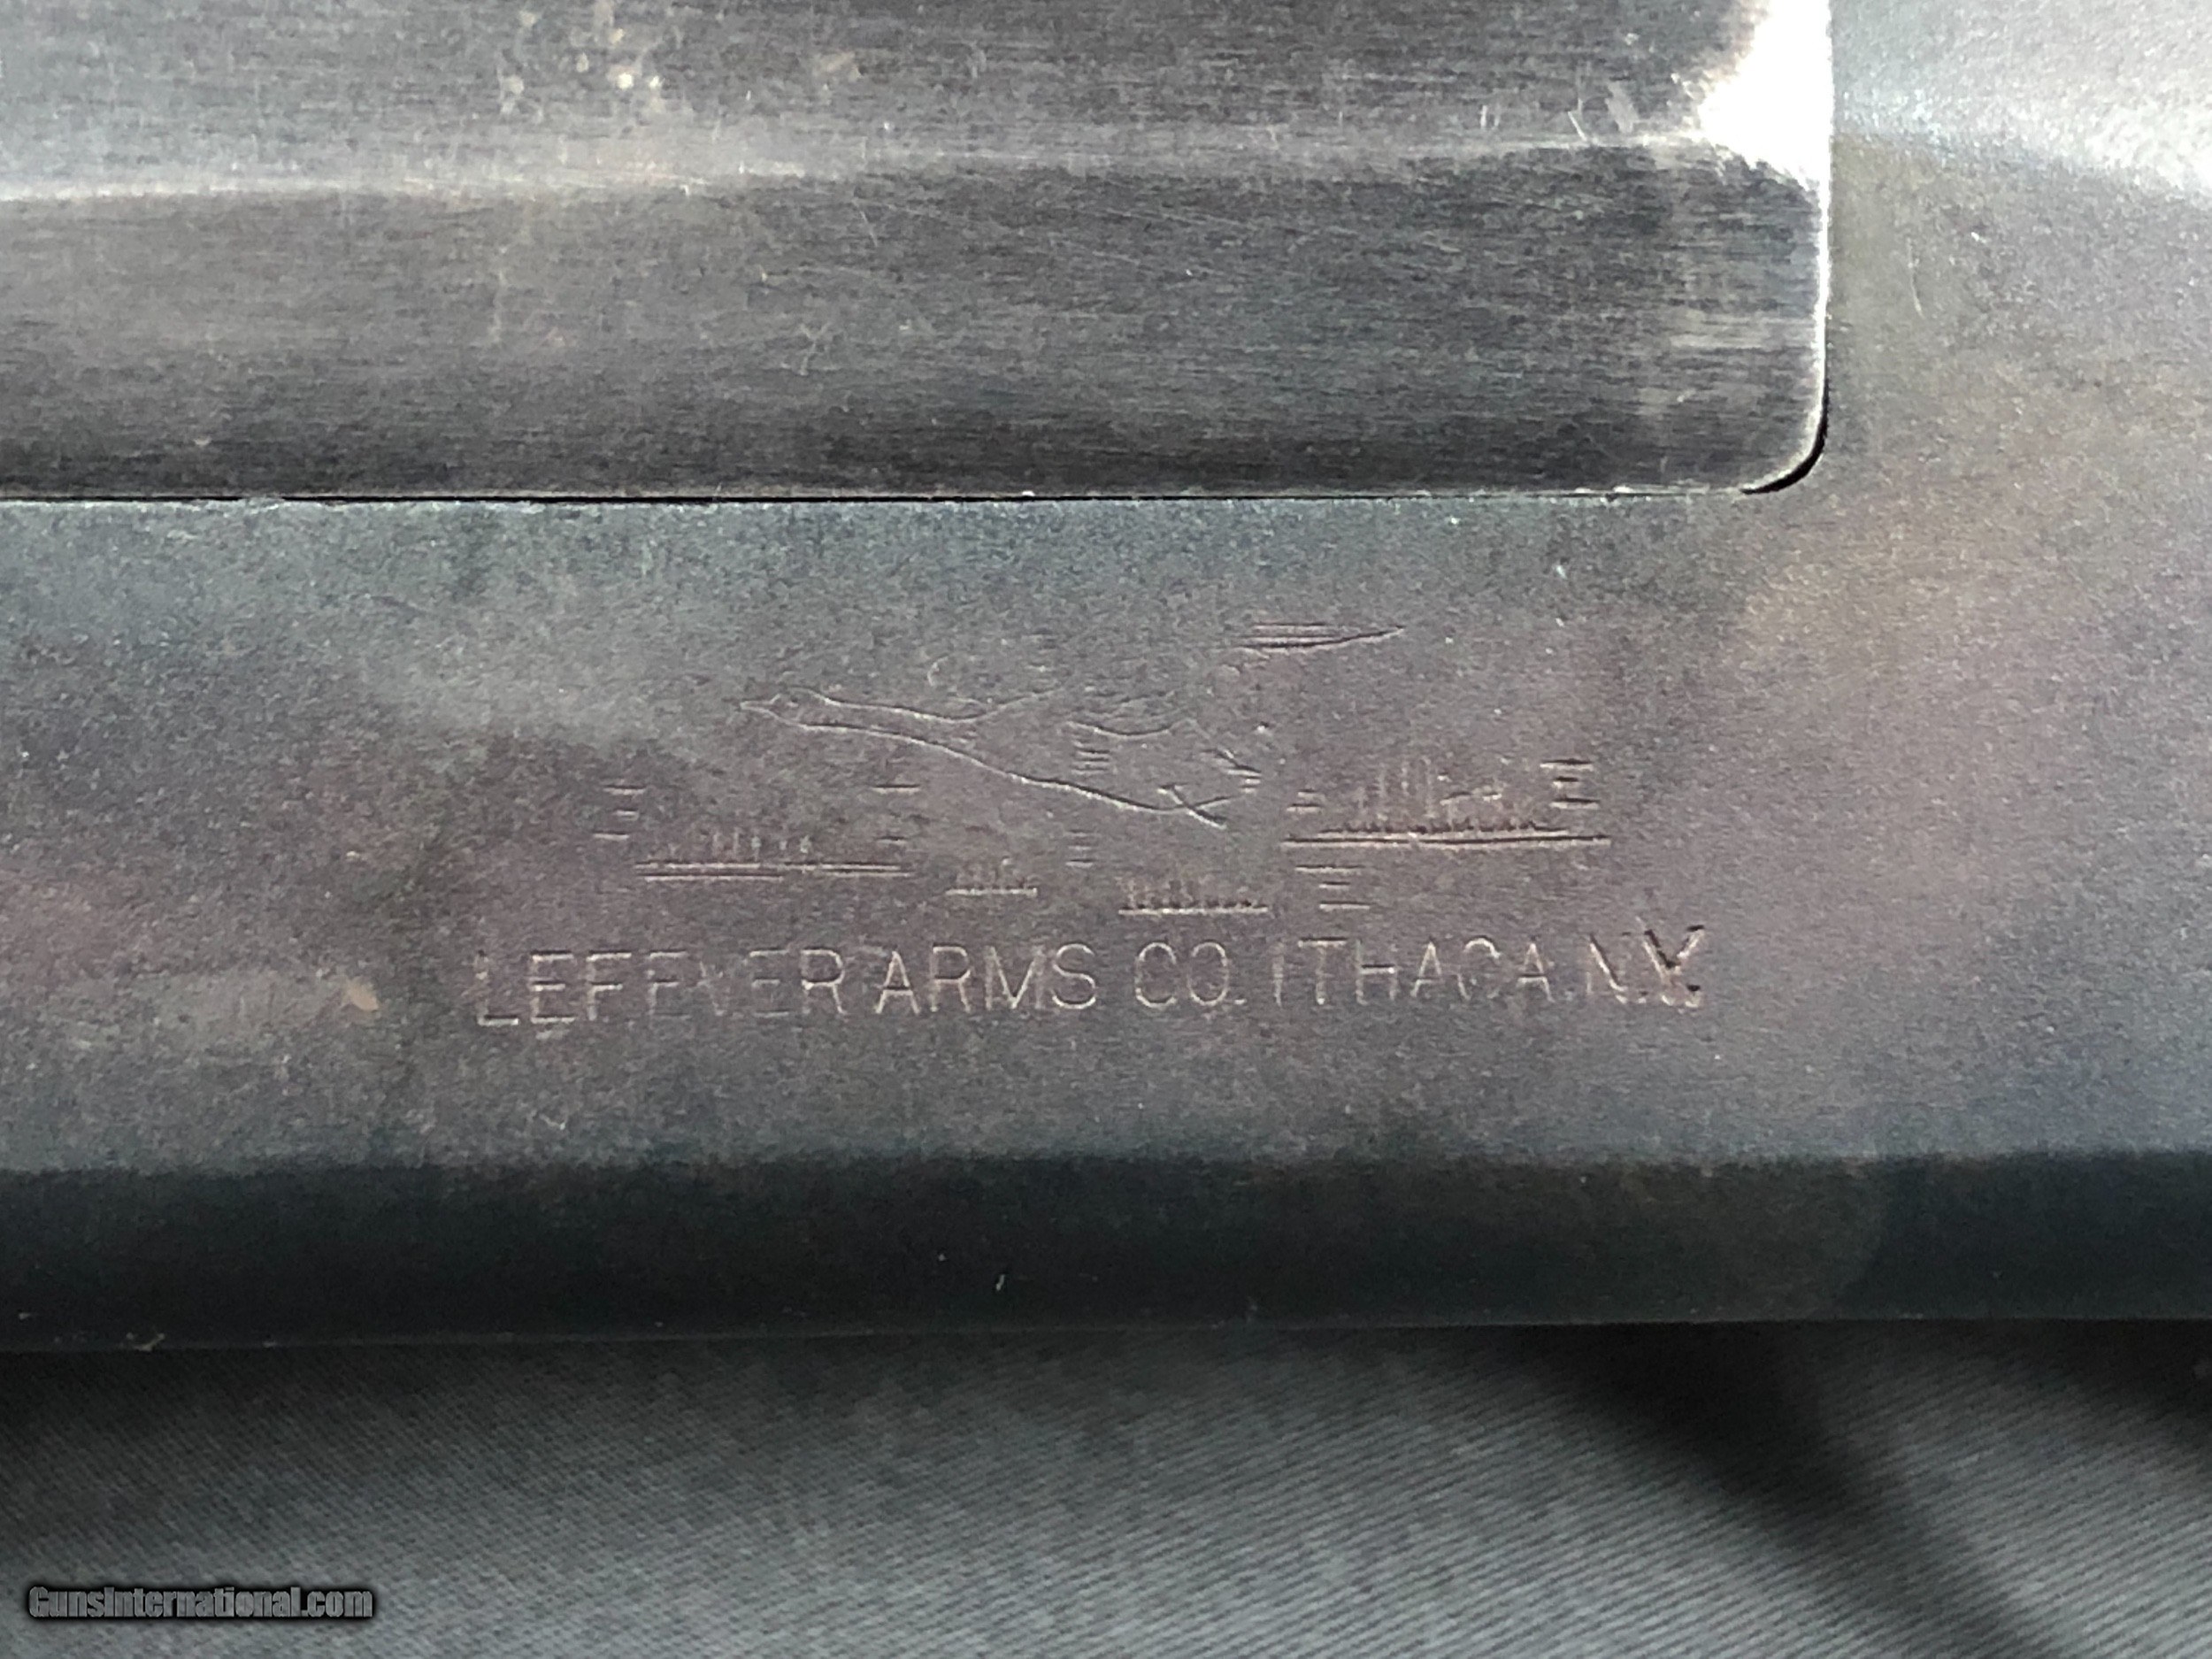 LEFEVER ARMS CO. ITHACA. N.Y.
GunsInternational.com